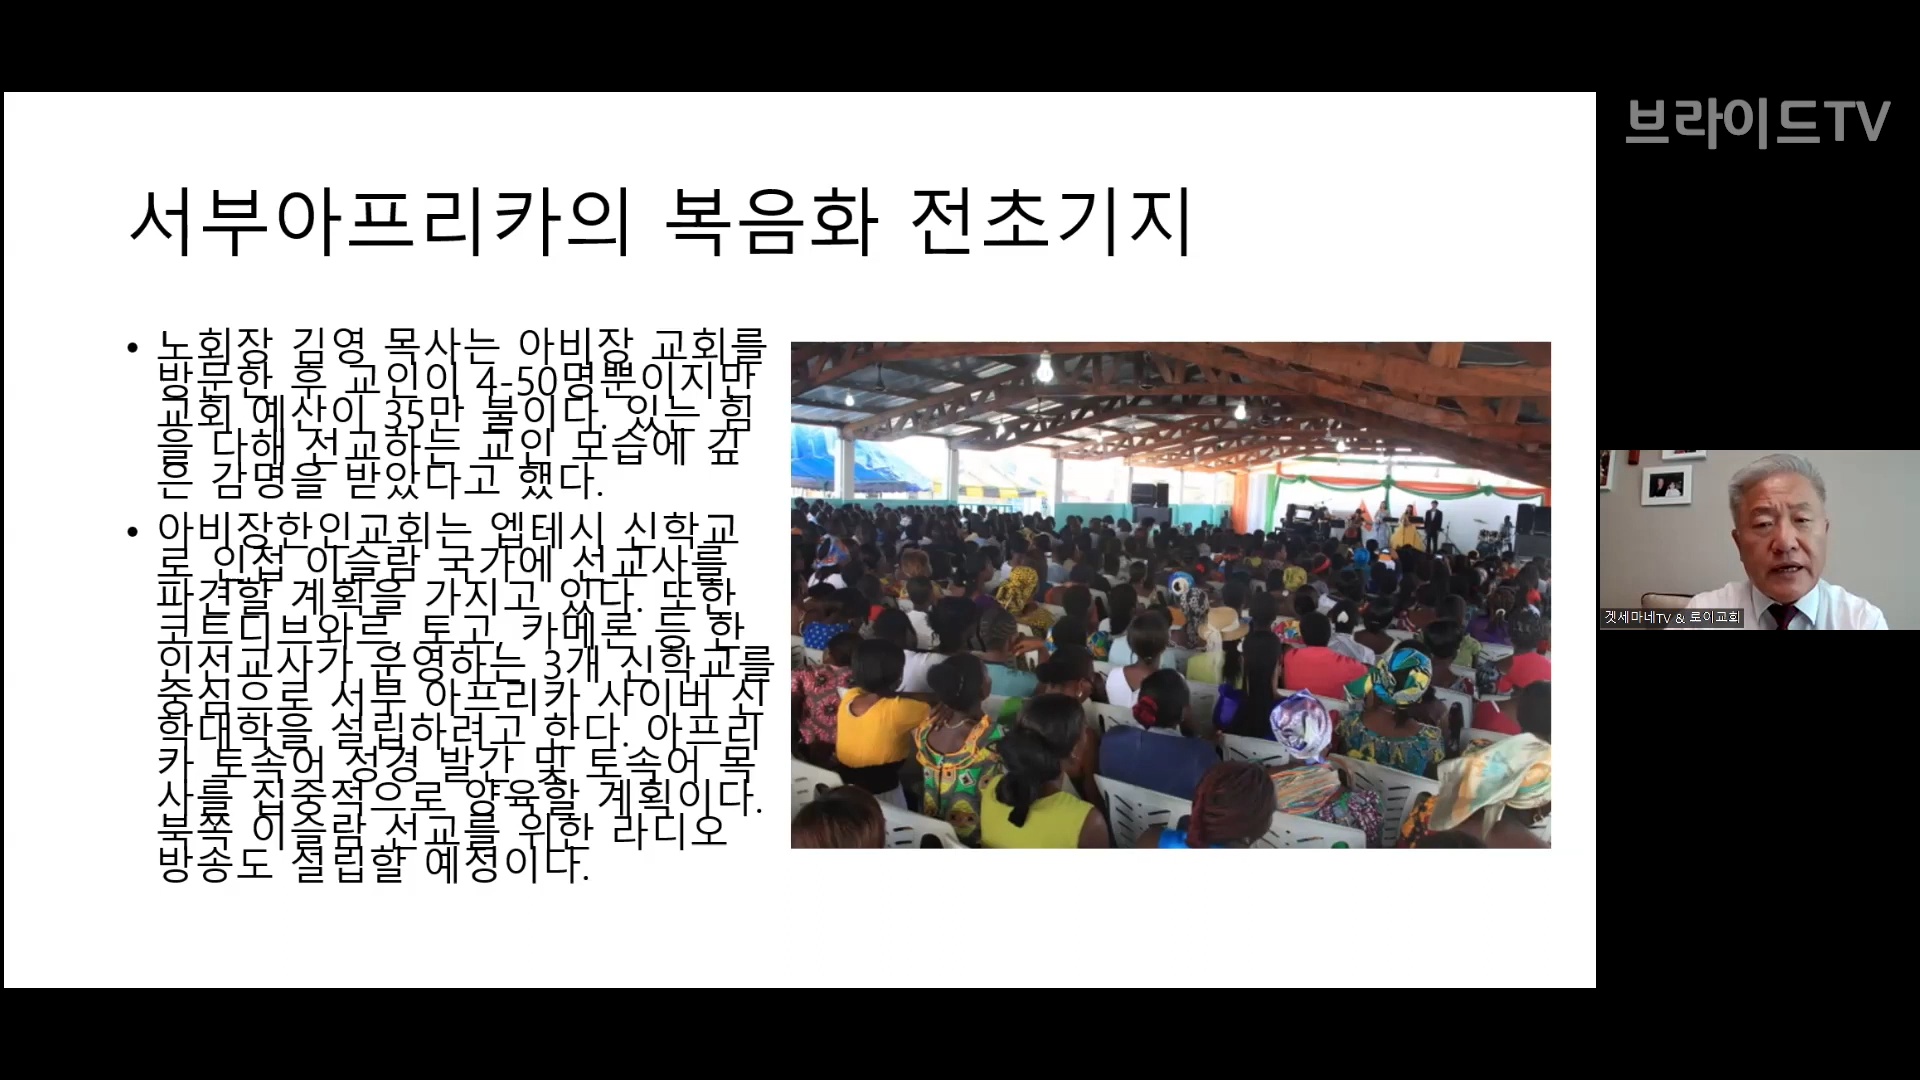 브라이드TV
서부아프리카의 복음화 전초기지
• 노회장 김영 목사는 아비장 교회를
방문한 후 교인이 4-50명뿐이지만
교회 예산이 35만 불이다. 있는 힘
을 다해 선교하는 교인 모습에 깊
은 감명을 받았다고 했다.
• 아비장한인교회는 엡테시 신학교
로 인접 이슬람 국가에 선교사를
파견할 계획을 가지고 있다. 또한
코트디브와르, 토고, 카메론 등 한
인선교사가 운영하는 3개 신학교를
중심으로 서부 아프리카 사이버 신
학대학을 설립하려고 한다. 아프리
카 토속어 성경 발간 및 토속어 목
사를 집중적으로 양육할 계획이다.
북쪽 이슬람 선교를 위한 라디오
방송도 설립할 예정이다.
겟세마네TV & 로이교회